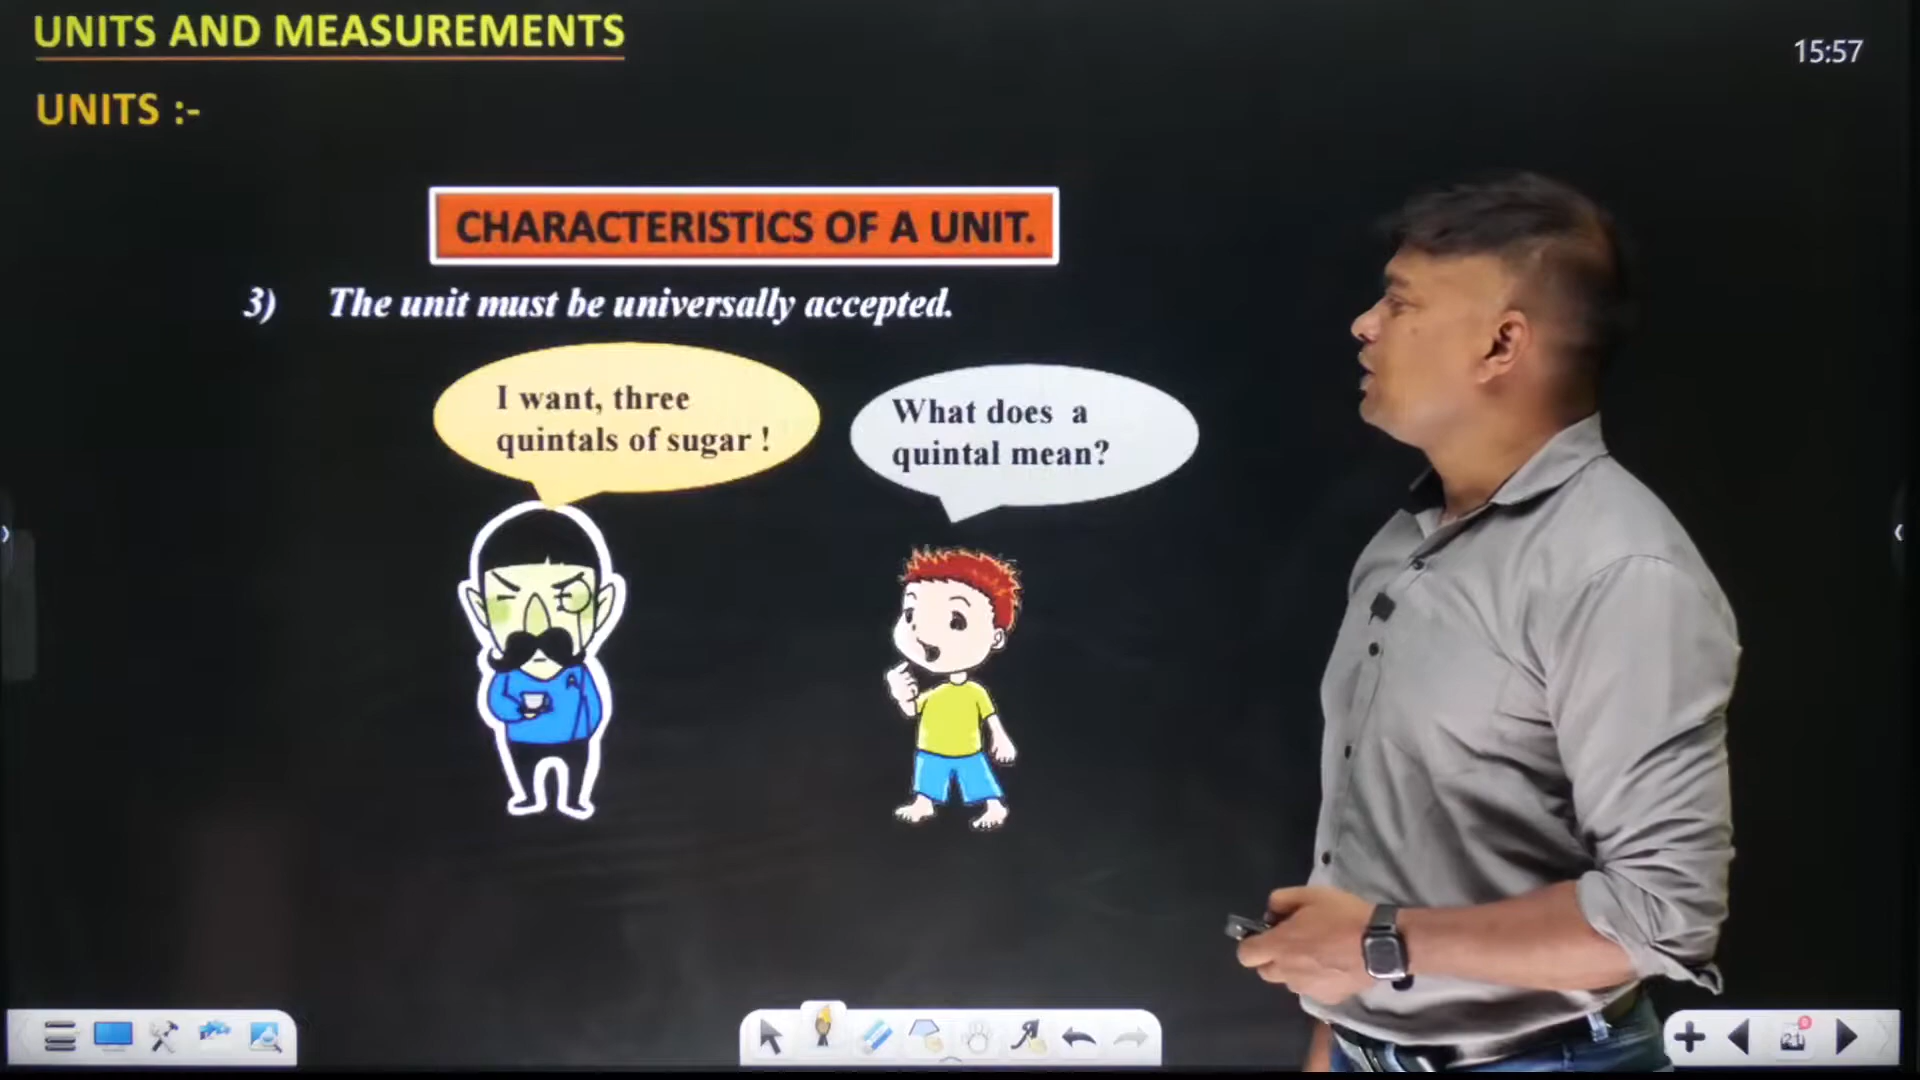 UNITS AND MEASUREMENTS
15:57
UNITS :-
CHARACTERISTICS OF A UNIT.
3) The unit must be universally accepted.
I want, three
quintals of sugar !
What does a
quintal mean?
21